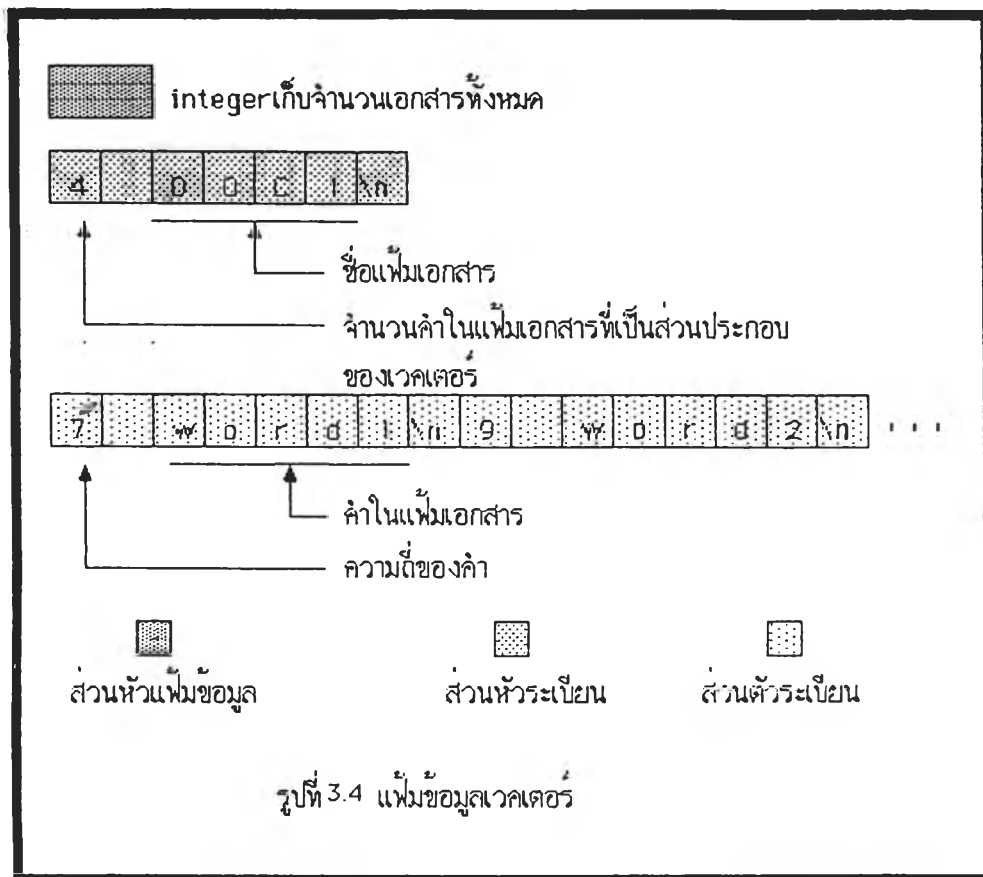 integerเก็บจำนวนเอกสารทั้งหมด
4 D O C 1 \n
ชื่อแฟ้มเอกสาร
จำนวนคำในแฟ้มเอกสารที่เป็นส่วนประกอบ
ของเวคเตอร์
7 w o r d 1 \n 9 w o r d 2 \n ...
คำในแฟ้มเอกสาร
ความถี่ของคำ
ส่วนหัวแฟ้มข้อมูล ส่วนหัวระเบียน ส่วนตัวระเบียน
รูปที่ 3.4 แฟ้มข้อมูลเวคเตอร์